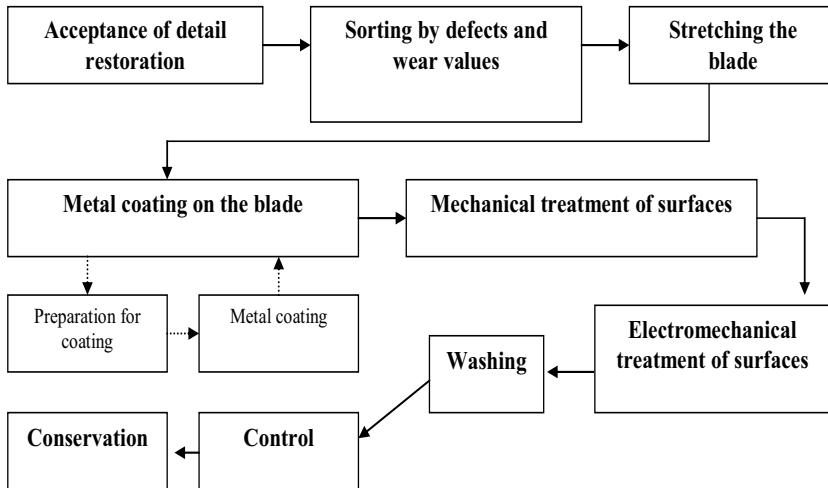 Acceptance of detail
restoration
Sorting by defects and
wear values
Stretching the
blade
Metal coating on the blade
Mechanical treatment of surfaces
Preparation for
coating
Metal coating
Electromechanical
treatment of surfaces
Washing
Control
Conservation